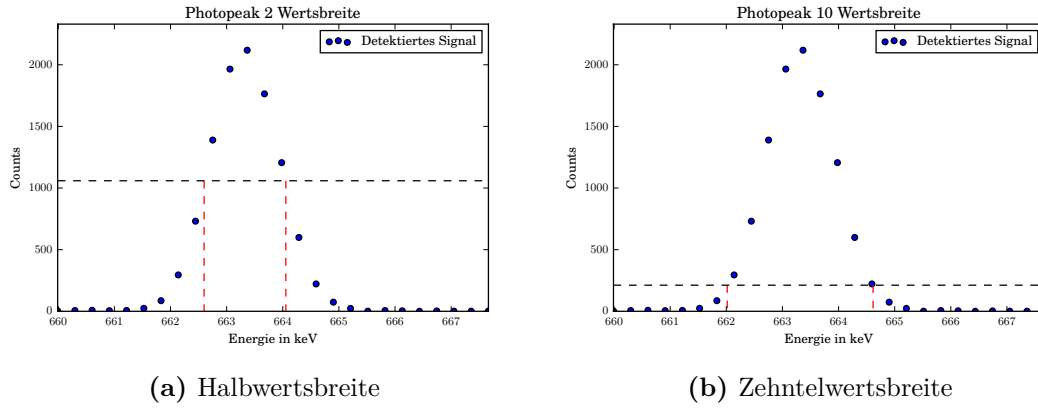 Photopeak 2 Wertsbreite
Detektiertes Signal
2000
1500
1000
500
0
Counts
660 661 662 663 664 665 666 667
Energie in keV
(a) Halbwertsbreite
Photopeak 10 Wertsbreite
Detektiertes Signal
2000
1500
1000
500
0
Counts
660 661 662 663 664 665 666 667
Energie in keV
(b) Zehntelwertsbreite